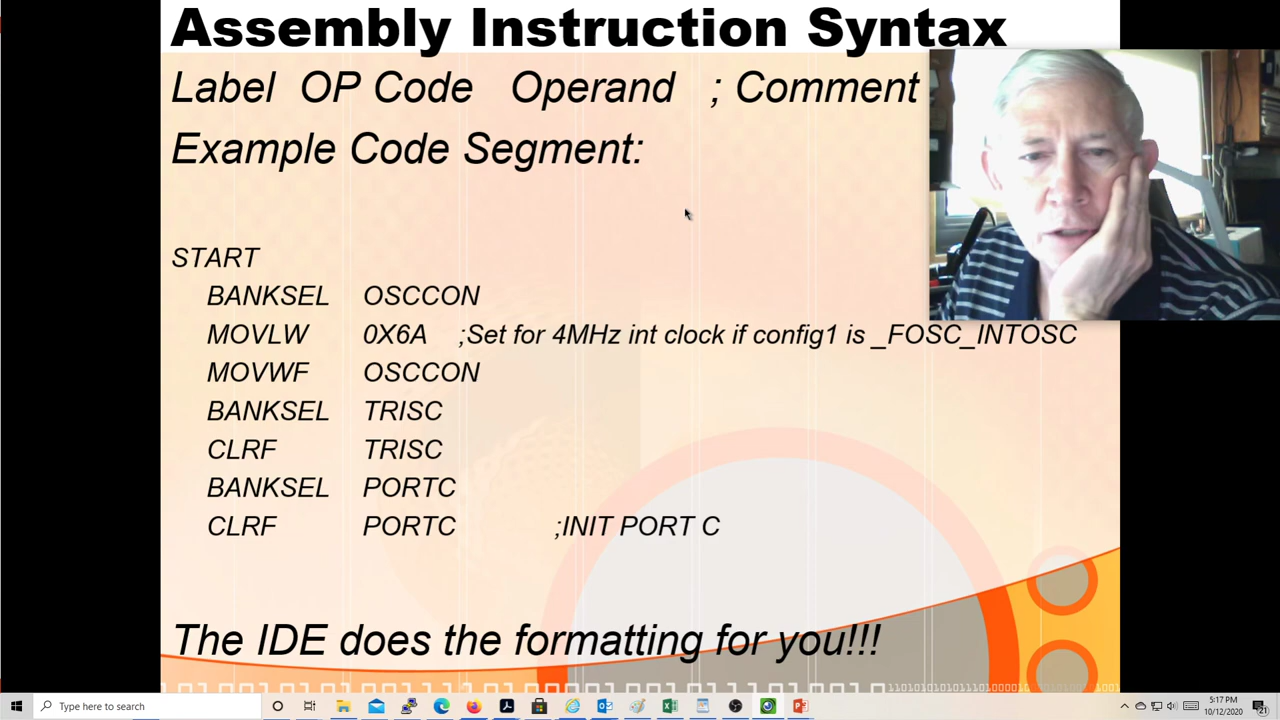 Assembly Instruction Syntax
Label OP Code Operand ; Comment
Example Code Segment:
START
BANKSEL OSCCON
MOVLW 0X6A ;Set for 4MHz int clock if config1 is _FOSC_INTOSC
MOVWF OSCCON
BANKSEL TRISC
CLRF TRISC
BANKSEL PORTC
CLRF PORTC ;INIT PORT C
The IDE does the formatting for you!!!
Type here to search
5:17 PM
10/12/2020
21